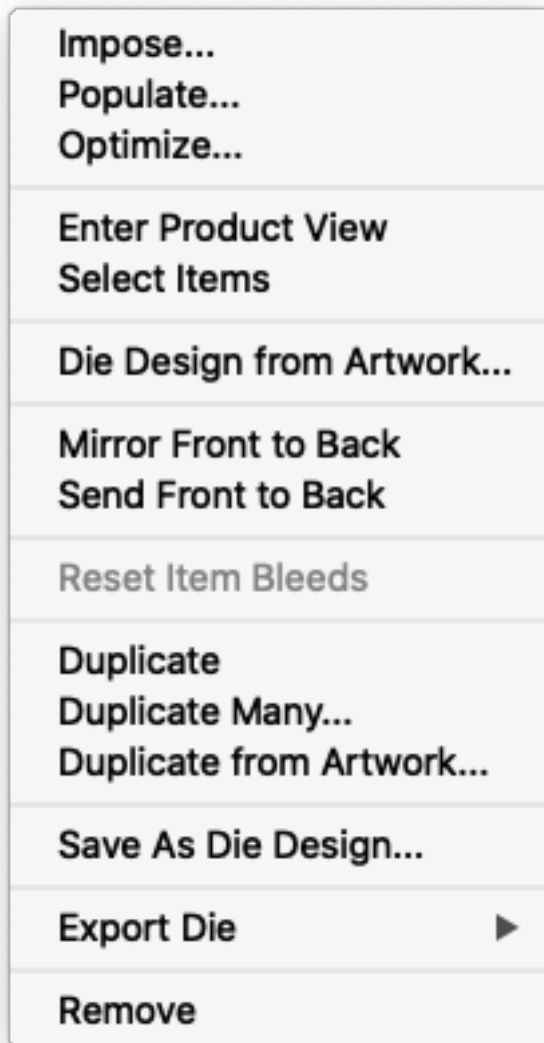 Impose...
Populate...
Optimize...
Enter Product View
Select Items
Die Design from Artwork...
Mirror Front to Back
Send Front to Back
Reset Item Bleeds
Duplicate
Duplicate Many...
Duplicate from Artwork...
Save As Die Design...
Export Die
Remove